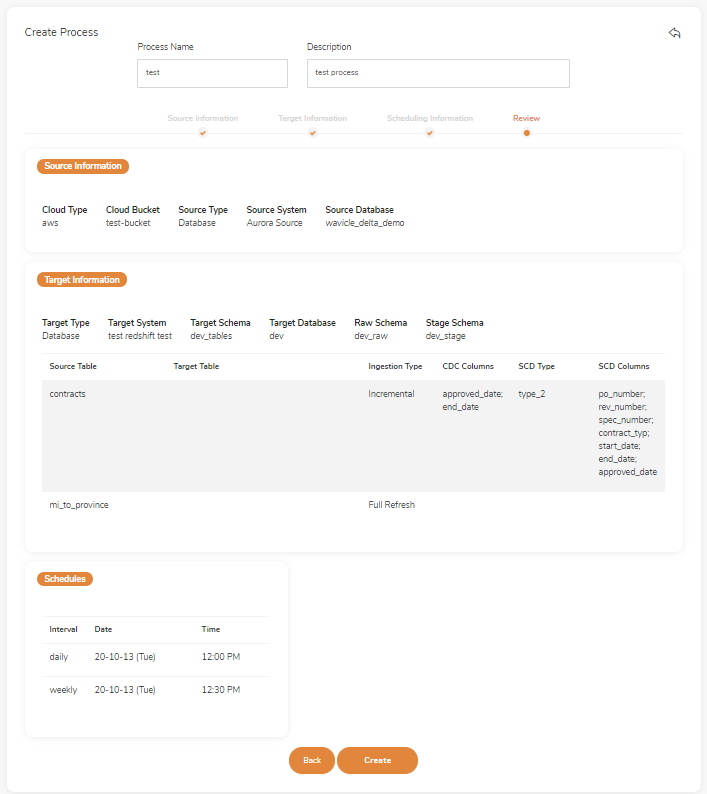 Create Process
Process Name Description
test test process
Source Information Target Information Scheduling Information Review
Source Information
Cloud Type Cloud Bucket Source Type Source System Source Database
aws test-bucket Database Aurora Source wavicle_delta_demo
Target Information
Target Type Target System Target Schema Target Database Raw Schema Stage Schema
Database test redshift test dev_tables dev dev_raw dev_stage
Source Table Target Table Ingestion Type CDC Columns SCD Type SCD Columns
contracts Incremental approved_date; type_2 po_number;
end_date rev_number;
spec_number;
contract_typ;
start_date;
end_date;
approved_date
mi_to_province Full Refresh
Schedules
Interval Date Time
daily 20-10-13 (Tue) 12:00 PM
weekly 20-10-13 (Tue) 12:30 PM
Back Create